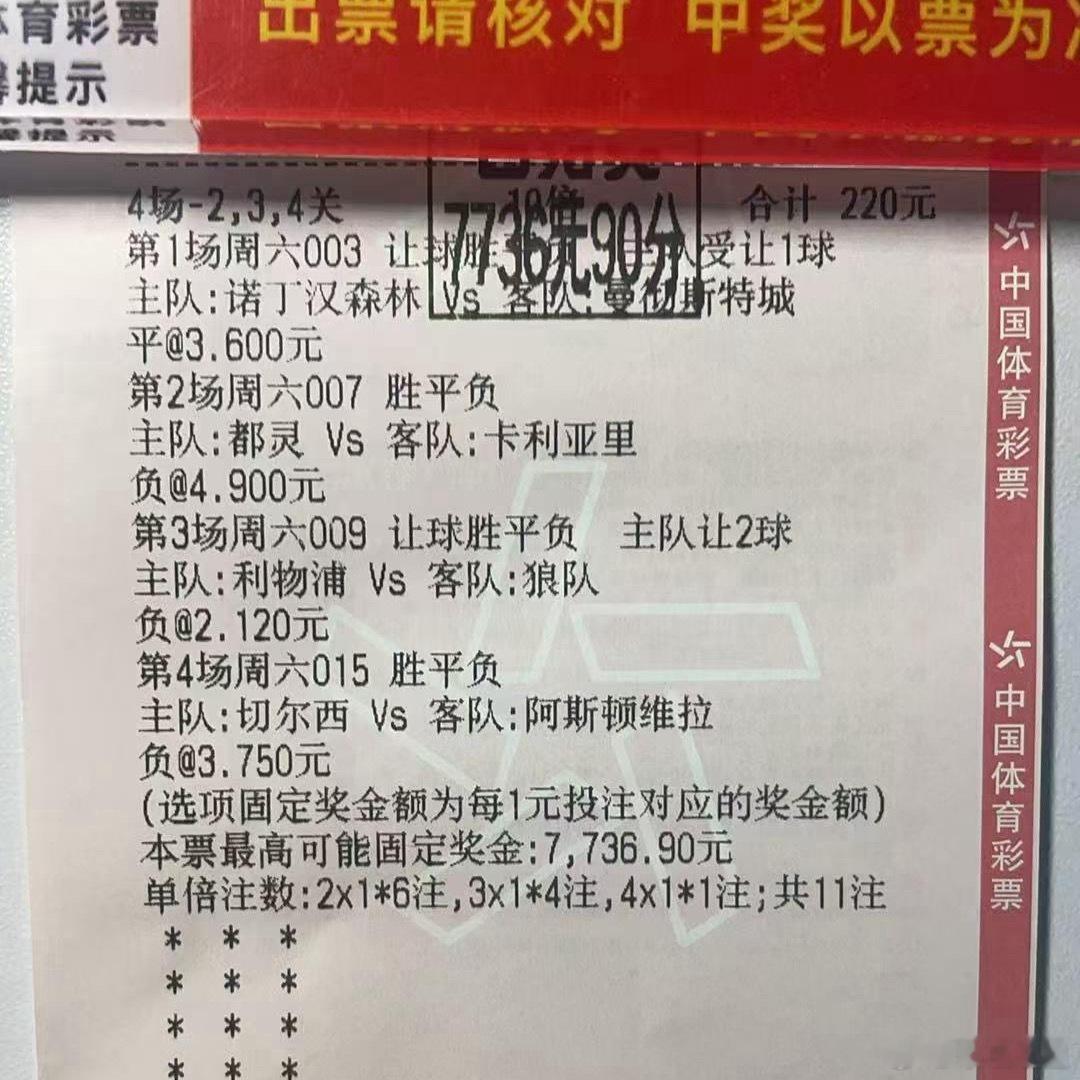 体育彩票
提示
出票请核对 中奖以票为
4场-2,3,4关 10倍 合计 220元
7736元90分
第1场周六003 让球胜 主队受让1球
主队:诺丁汉森林 Vs 客队:曼彻斯特城
平@3.600元
第2场周六007 胜平负
主队:都灵 Vs 客队:卡利亚里
负@4.900元
第3场周六009 让球胜平负 主队让2球
主队:利物浦 Vs 客队:狼队
负@2.120元
第4场周六015 胜平负
主队:切尔西 Vs 客队:阿斯顿维拉
负@3.750元
(选项固定奖金额为每1元投注对应的奖金额)
本票最高可能固定奖金:7,736.90元
单倍注数:2x1*6注,3x1*4注,4x1*1注;共11注
* * *
* * *
* * *
* * *
中国体育彩票
中国体育彩票